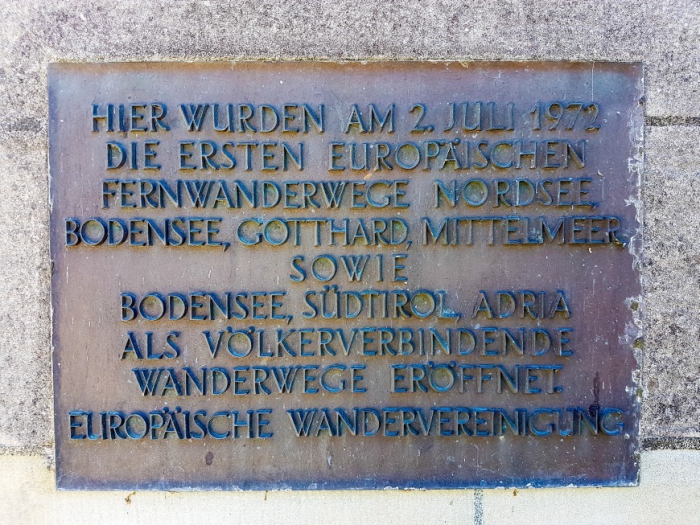 HIER WURDEN AM 2. JULI 1972
DIE ERSTEN EUROPÄISCHEN
FERNWANDERWEGE NORDSEE,
BODENSEE, GOTTHARD, MITTELMEER,
SOWIE
BODENSEE, SÜDTIROL, ADRIA
ALS VÖLKERVERBINDENDE
WANDERWEGE ERÖFFNET.
EUROPÄISCHE WANDERVEREINIGUNG